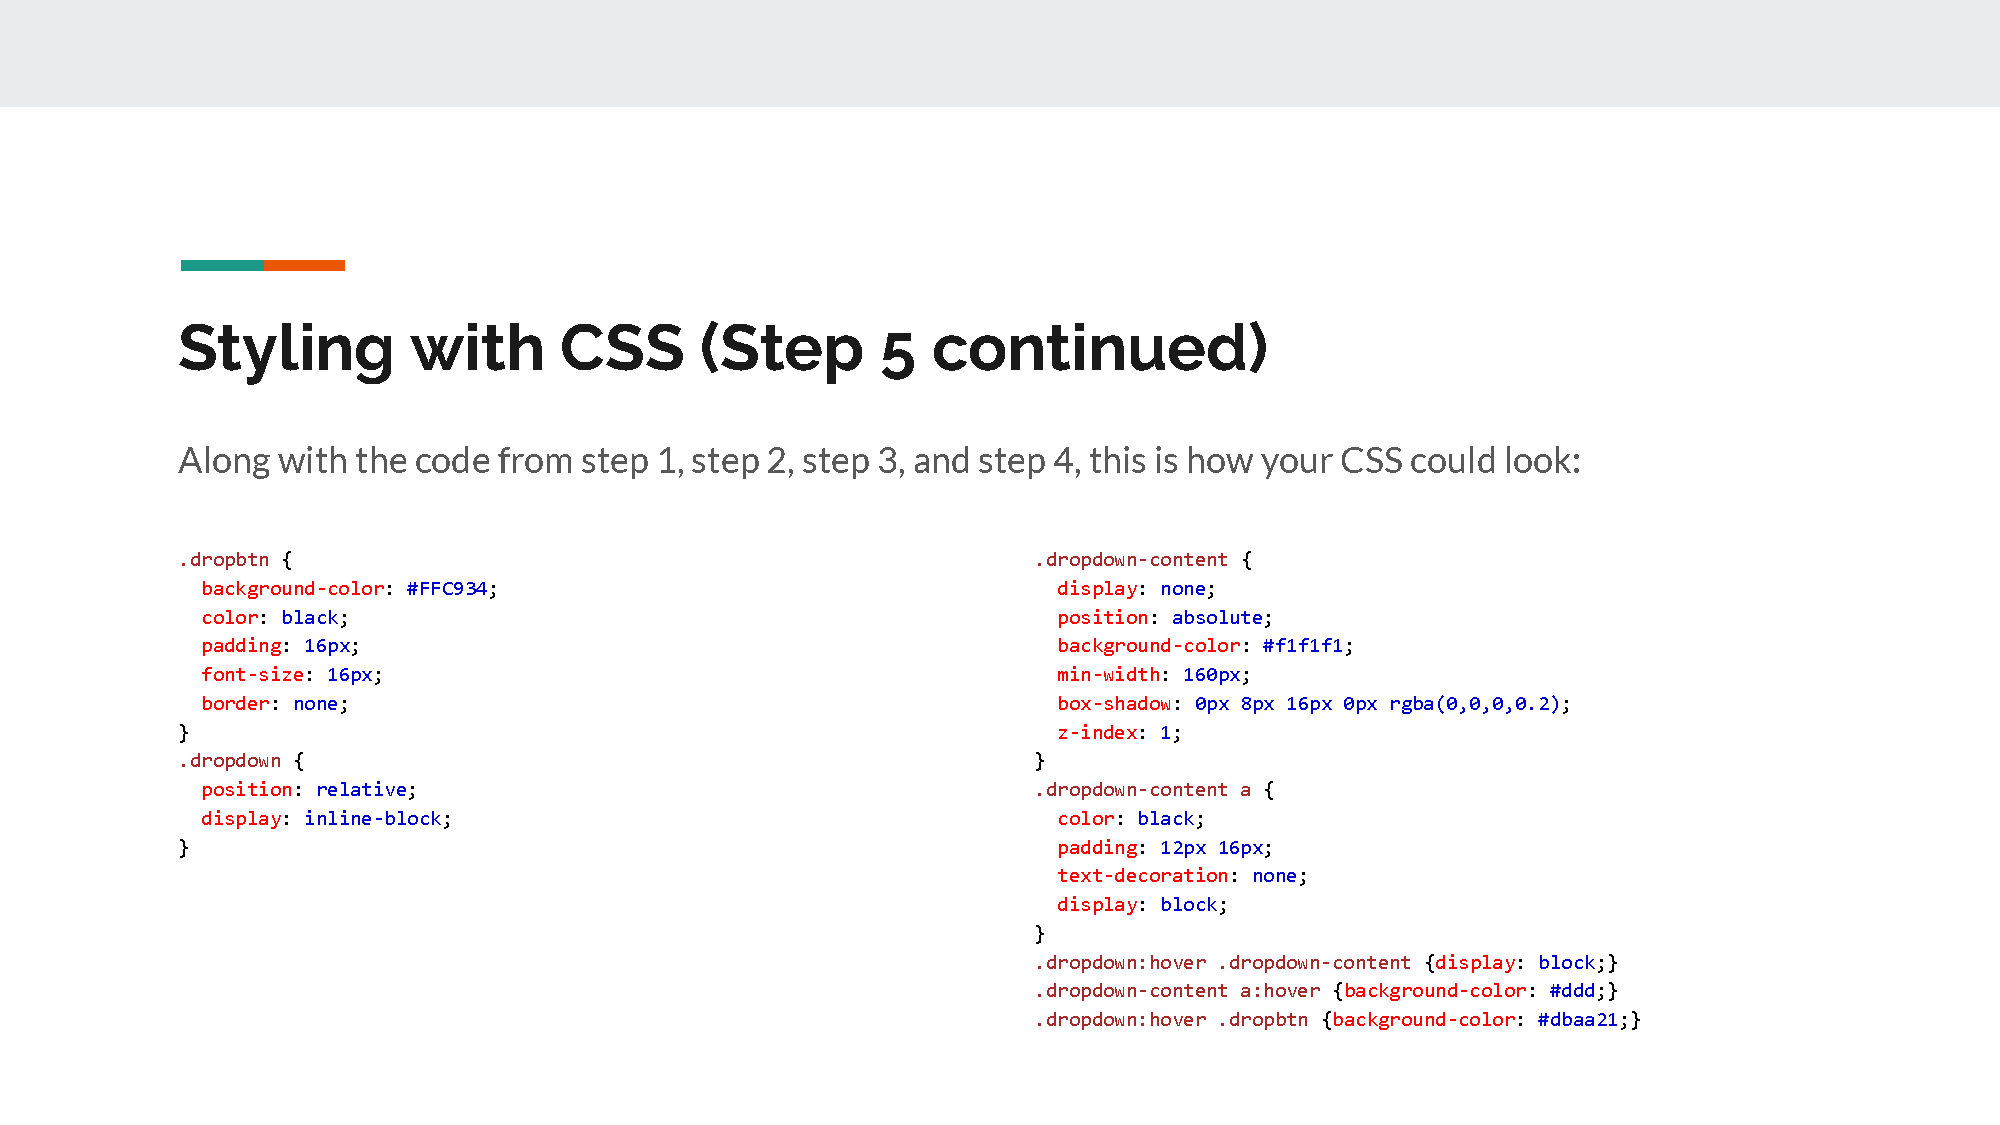 Styling with CSS (Step 5 continued)
Along with the code from step 1, step 2, step 3, and step 4, this is how your CSS could look:
.dropbtn {
  background-color: #FFC934;
  color: black;
  padding: 16px;
  font-size: 16px;
  border: none;
}
.dropdown {
  position: relative;
  display: inline-block;
}
.dropdown-content {
  display: none;
  position: absolute;
  background-color: #f1f1f1;
  min-width: 160px;
  box-shadow: 0px 8px 16px 0px rgba(0,0,0,0.2);
  z-index: 1;
}
.dropdown-content a {
  color: black;
  padding: 12px 16px;
  text-decoration: none;
  display: block;
}
.dropdown:hover .dropdown-content {display: block;}
.dropdown-content a:hover {background-color: #ddd;}
.dropdown:hover .dropbtn {background-color: #dbaa21;}